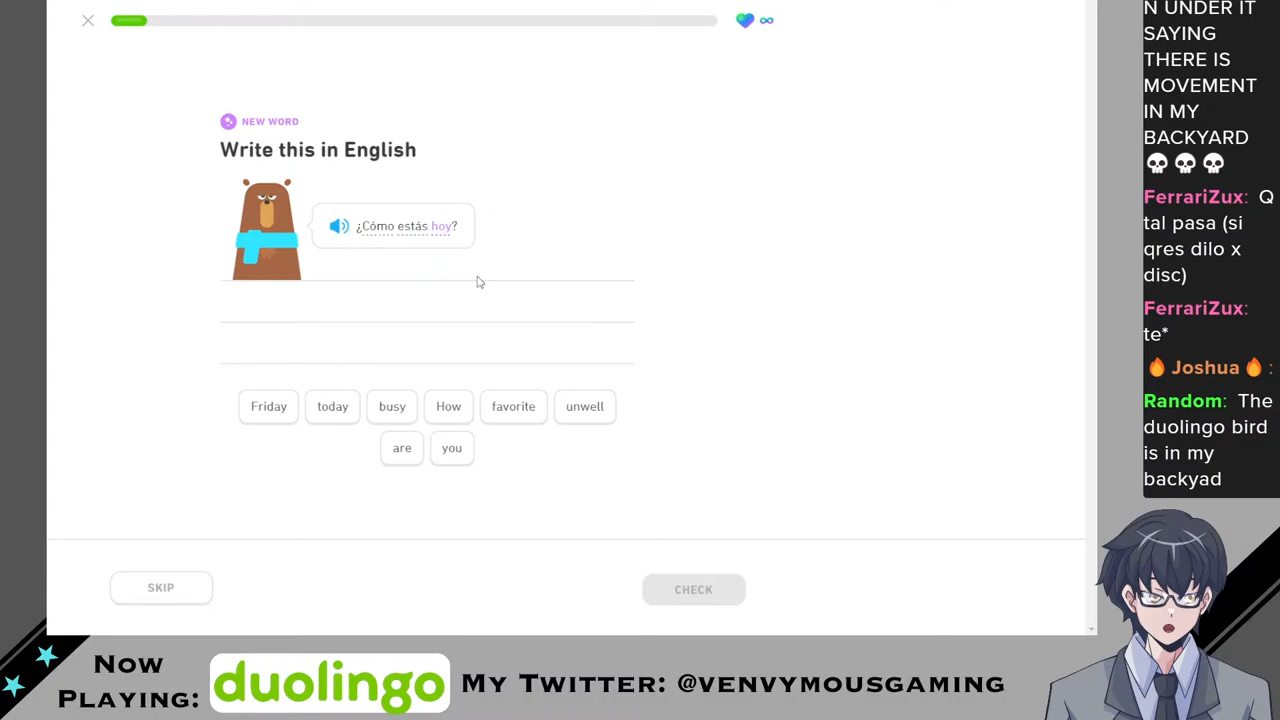 NEW WORD
Write this in English
¿Cómo estás hoy?
Friday today busy How favorite unwell
are you
SKIP
CHECK
N UNDER IT
SAYING
THERE IS
MOVEMENT
IN MY
BACKYARD
💀💀💀
FerrariZux: Q
tal pasa (si
qres dilo x
disc)
FerrariZux:
te*
🔥 Joshua 🔥 :
Random: The
duolingo bird
is in my
backyad
Now
Playing:
duolingo
My Twitter: @venvymousgaming